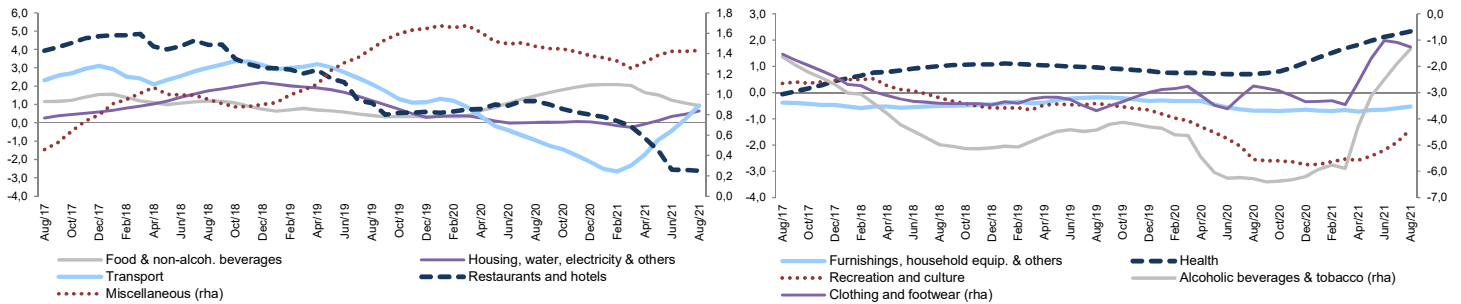 6,0
5,0
4,0
3,0
2,0
1,0
0,0
-1,0
-2,0
-3,0
-4,0
1,8
1,6
1,4
1,2
1,0
0,8
0,6
0,4
0,2
0,0
Aug/17
Oct/17
Dec/17
Feb/18
Apr/18
Jun/18
Aug/18
Oct/18
Dec/18
Feb/19
Apr/19
Jun/19
Aug/19
Oct/19
Dec/19
Feb/20
Apr/20
Jun/20
Aug/20
Oct/20
Dec/20
Feb/21
Apr/21
Jun/21
Aug/21
Food & non-alcoh. beverages
Housing, water, electricity & others
Transport
Restaurants and hotels
Miscellaneous (rha)
3,0
2,0
1,0
0,0
-1,0
-2,0
-3,0
-4,0
0,0
-1,0
-2,0
-3,0
-4,0
-5,0
-6,0
-7,0
Aug/17
Oct/17
Dec/17
Feb/18
Apr/18
Jun/18
Aug/18
Oct/18
Dec/18
Feb/19
Apr/19
Jun/19
Aug/19
Oct/19
Dec/19
Feb/20
Apr/20
Jun/20
Aug/20
Oct/20
Dec/20
Feb/21
Apr/21
Jun/21
Aug/21
Furnishings, household equip. & others
Health
Recreation and culture
Alcoholic beverages & tobacco (rha)
Clothing and footwear (rha)